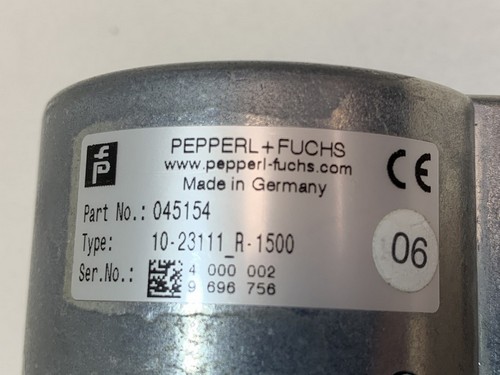 PEPPERL+FUCHS
www.pepperl-fuchs.com
Made in Germany
CE
Part No.: 045154
Type: 10-23111_R-1500
Ser.No.: 4 000 002
9 696 756
06